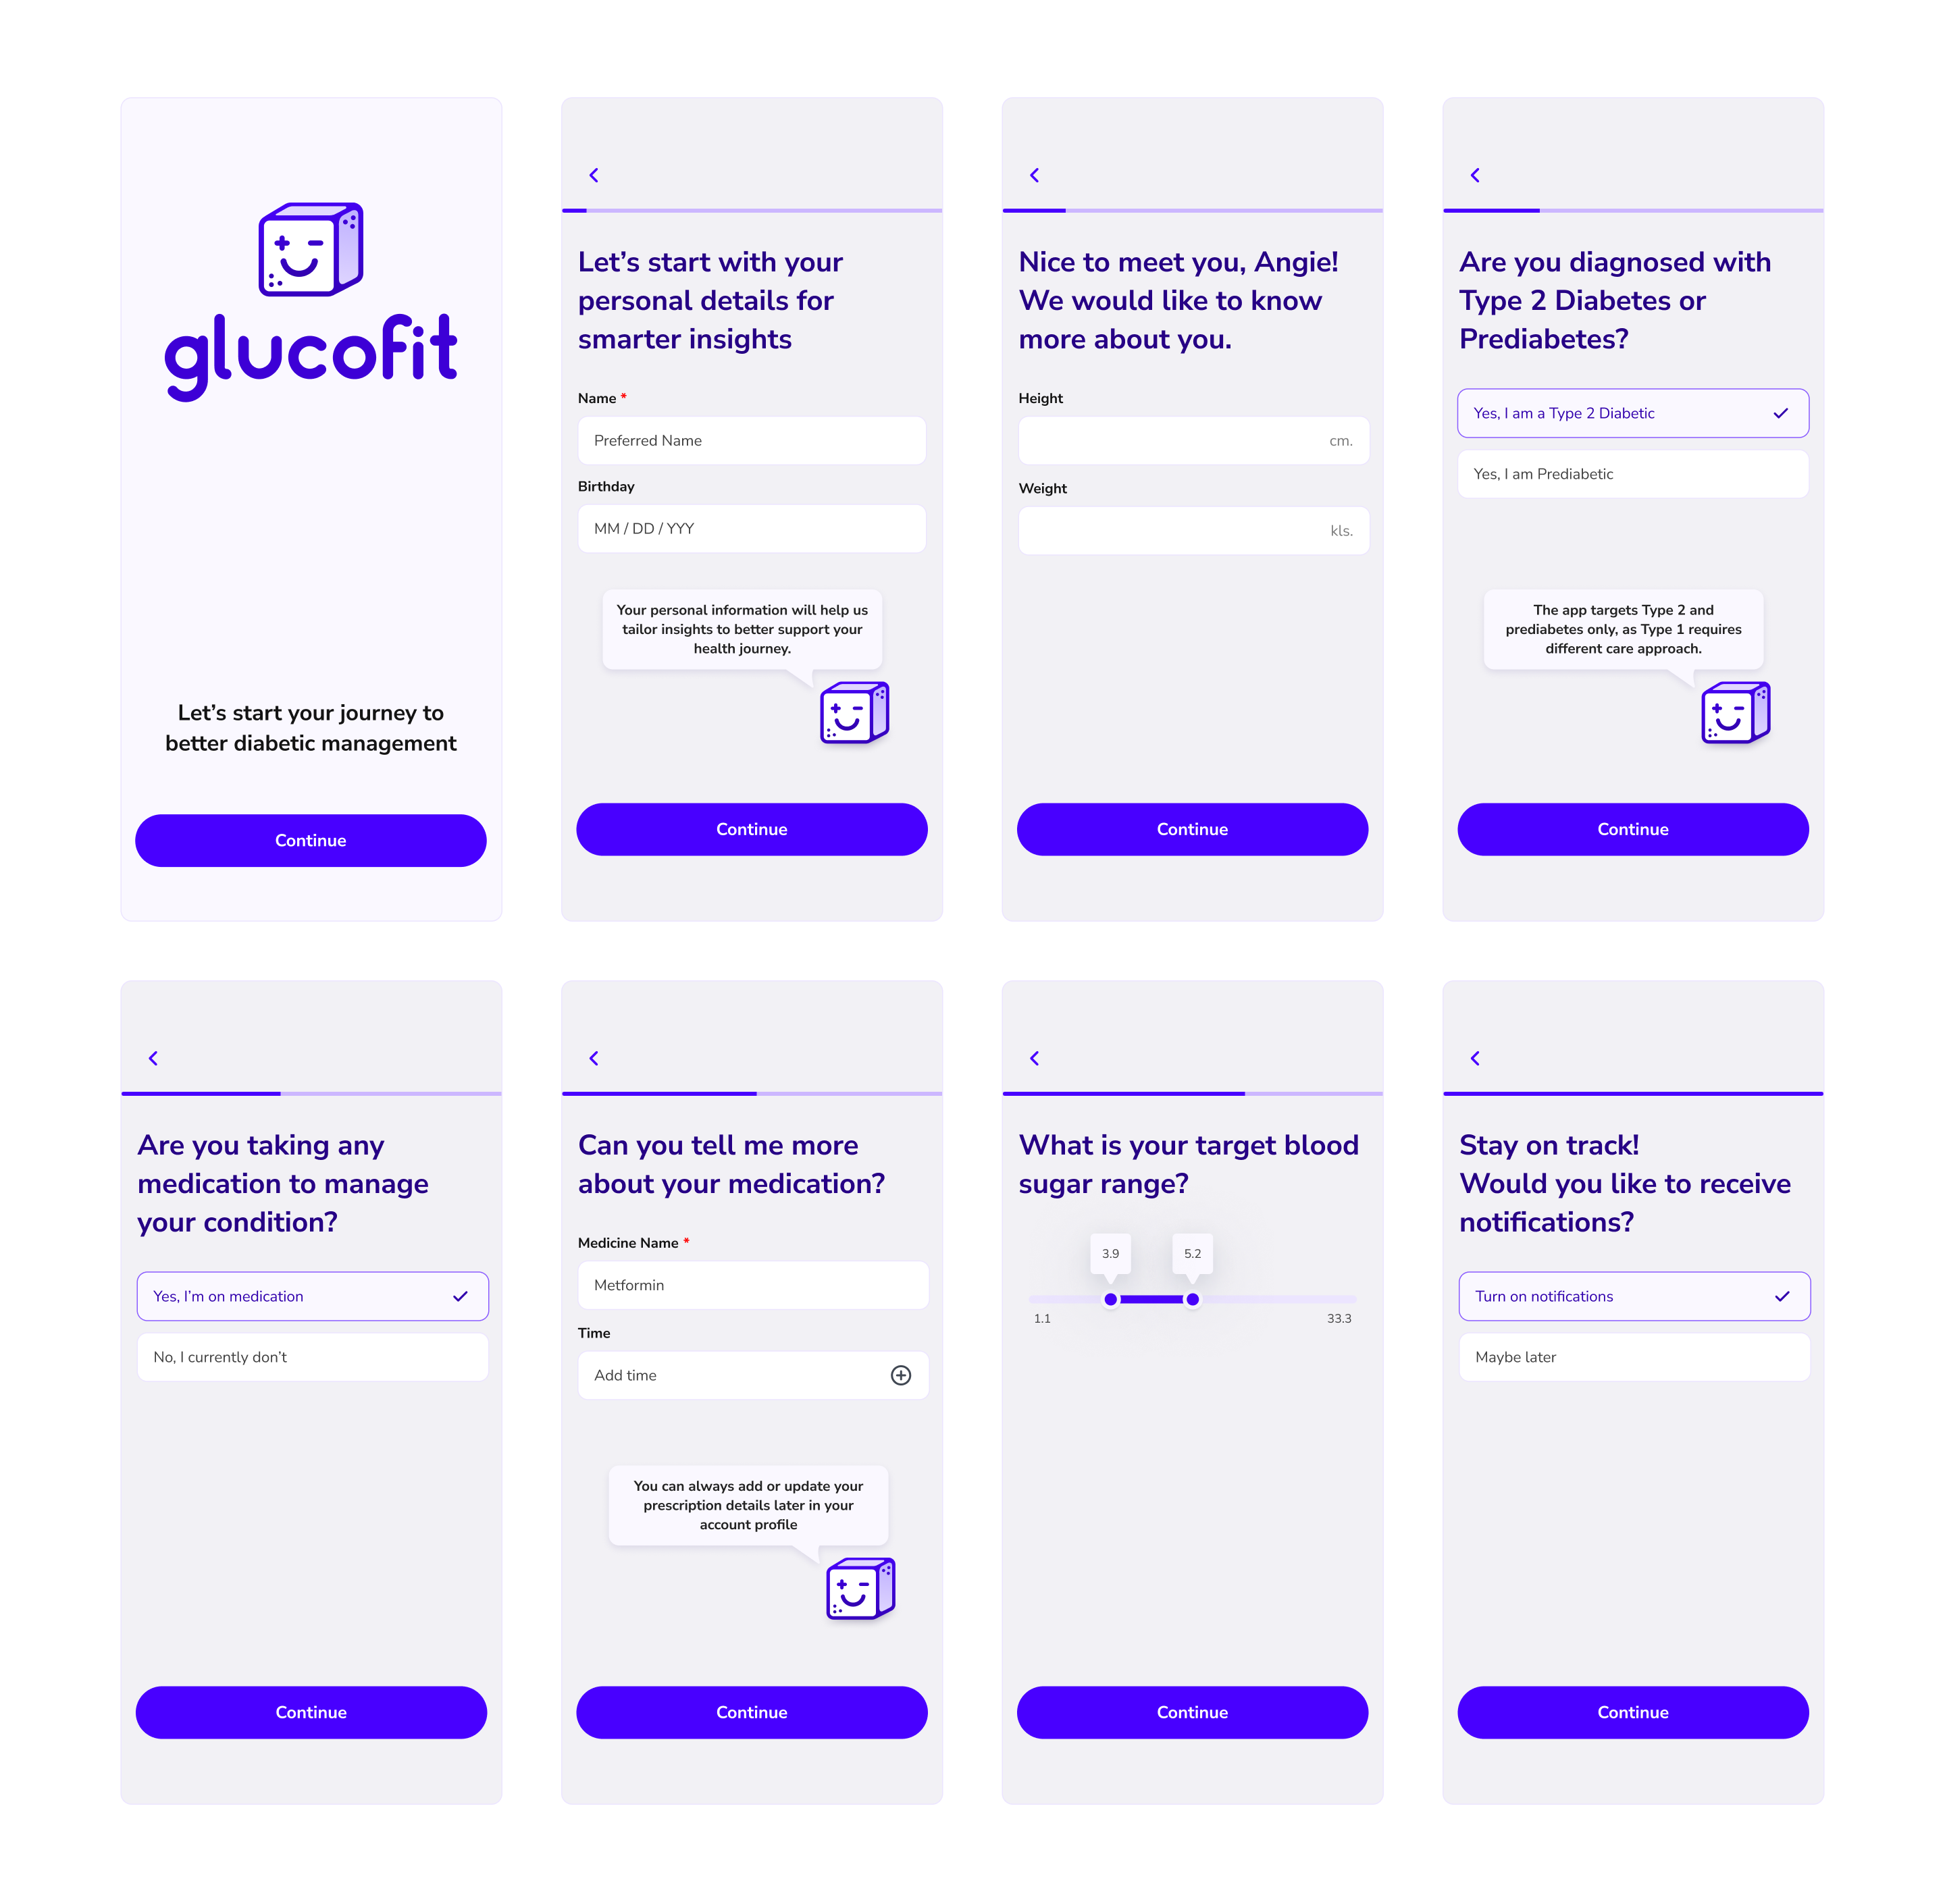 glucofit
Let’s start your journey to
better diabetic management
Continue
Let’s start with your
personal details for
smarter insights
Name *
Preferred Name
Birthday
MM / DD / YYY
Your personal information will help us
tailor insights to better support your
health journey.
Continue
Nice to meet you, Angie!
We would like to know
more about you.
Height
cm.
Weight
kls.
Continue
Are you diagnosed with
Type 2 Diabetes or
Prediabetes?
Yes, I am a Type 2 Diabetic
Yes, I am Prediabetic
The app targets Type 2 and
prediabetes only, as Type 1 requires
different care approach.
Continue
Are you taking any
medication to manage
your condition?
Yes, I’m on medication
No, I currently don’t
Continue
Can you tell me more
about your medication?
Medicine Name *
Metformin
Time
Add time
You can always add or update your
prescription details later in your
account profile
Continue
What is your target blood
sugar range?
3.9 5.2
1.1 33.3
Continue
Stay on track!
Would you like to receive
notifications?
Turn on notifications
Maybe later
Continue